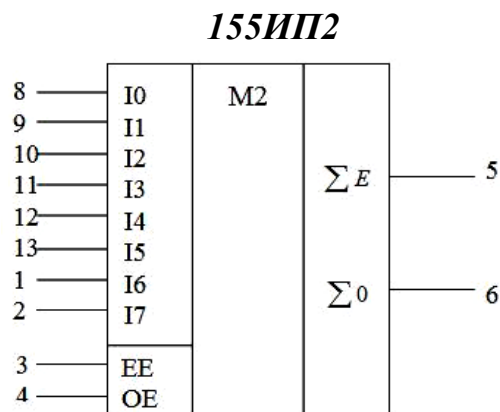 155ИП2
8 I0 M2
9 I1
10 I2
11 I3 ∑ E 5
12 I4
13 I5
1 I6 ∑ 0 6
2 I7
3 EE
4 OE